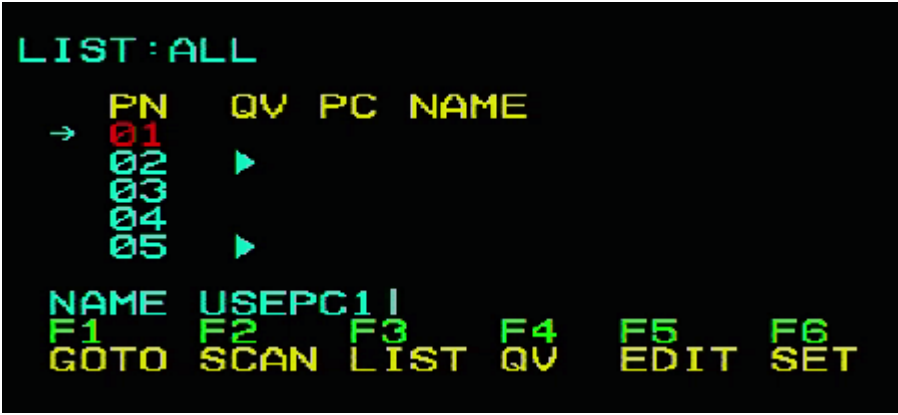 LIST:ALL
PN QV PC NAME
→ 01
02 ▶
03
04
05 ▶
NAME USEPC1|
F1 F2 F3 F4 F5 F6
GOTO SCAN LIST QV EDIT SET